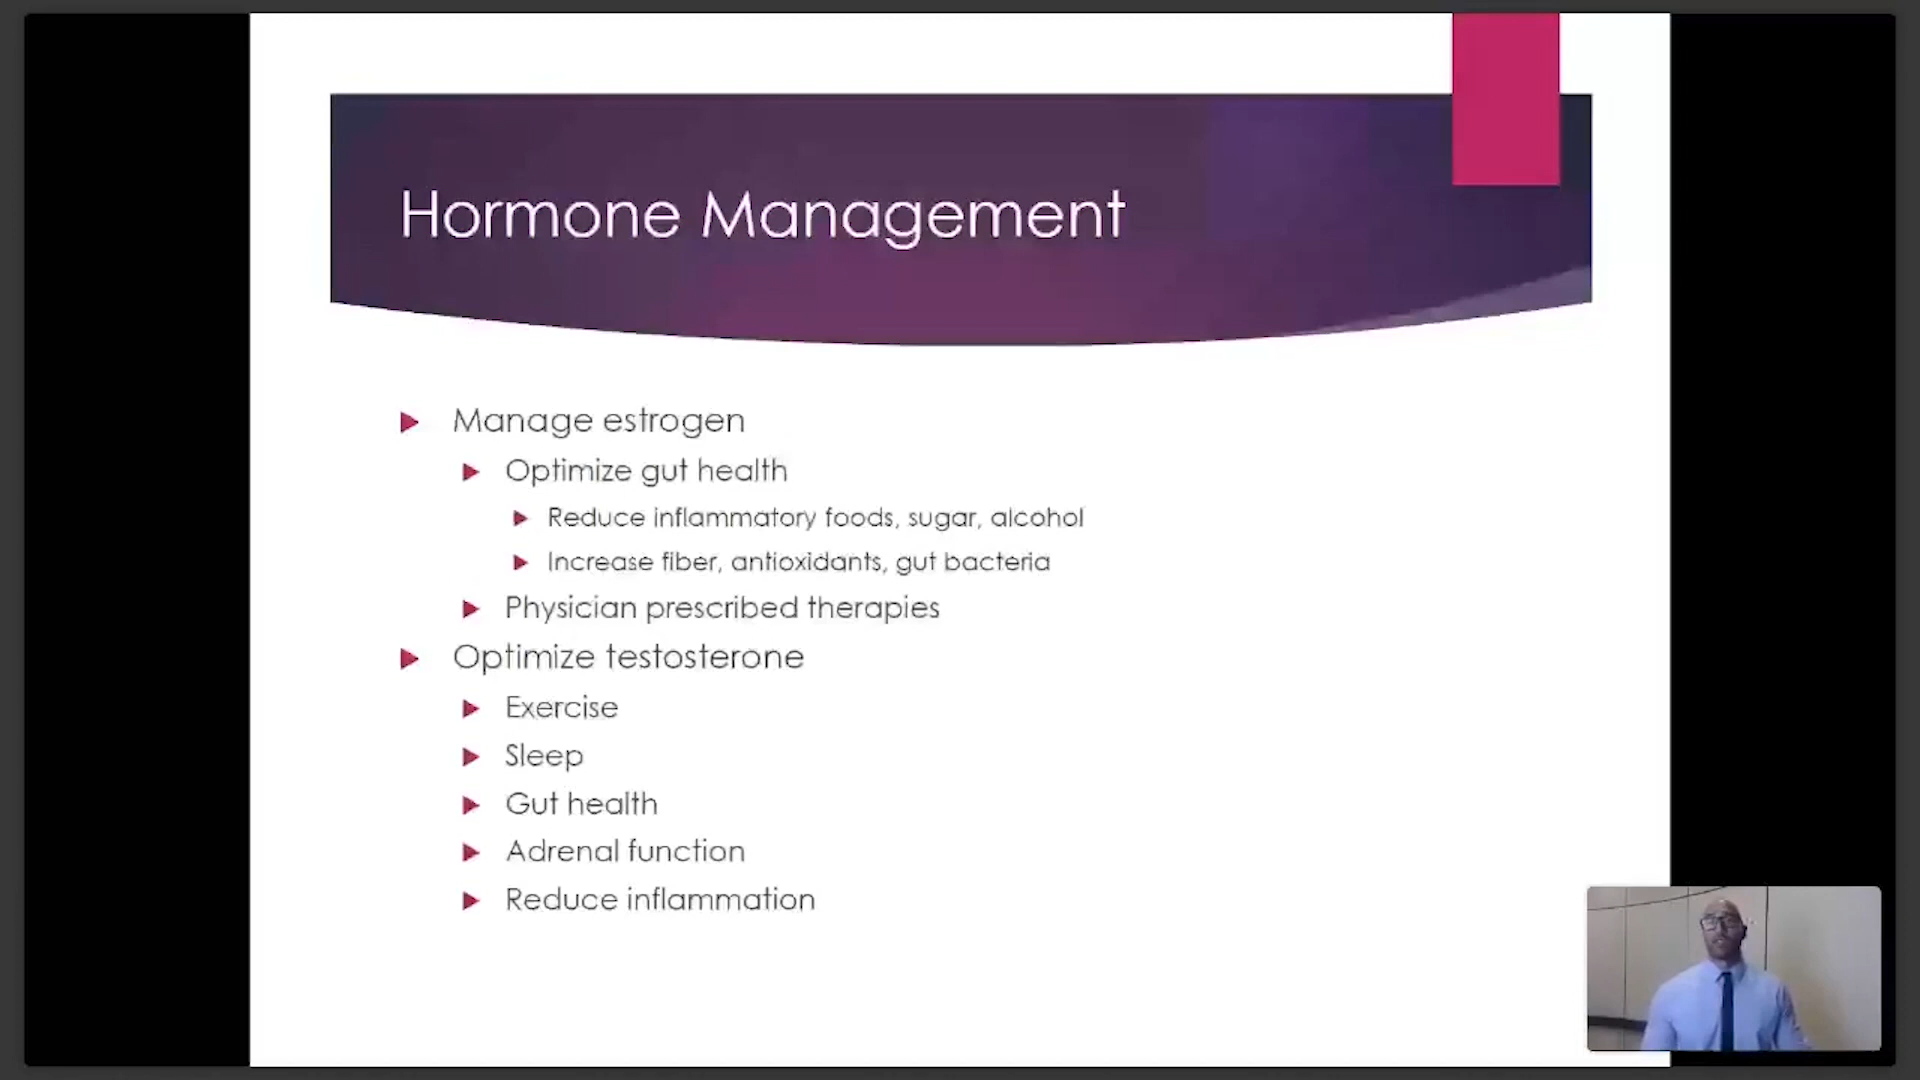 Hormone Management
Manage estrogen
Optimize gut health
Reduce inflammatory foods, sugar, alcohol
Increase fiber, antioxidants, gut bacteria
Physician prescribed therapies
Optimize testosterone
Exercise
Sleep
Gut health
Adrenal function
Reduce inflammation